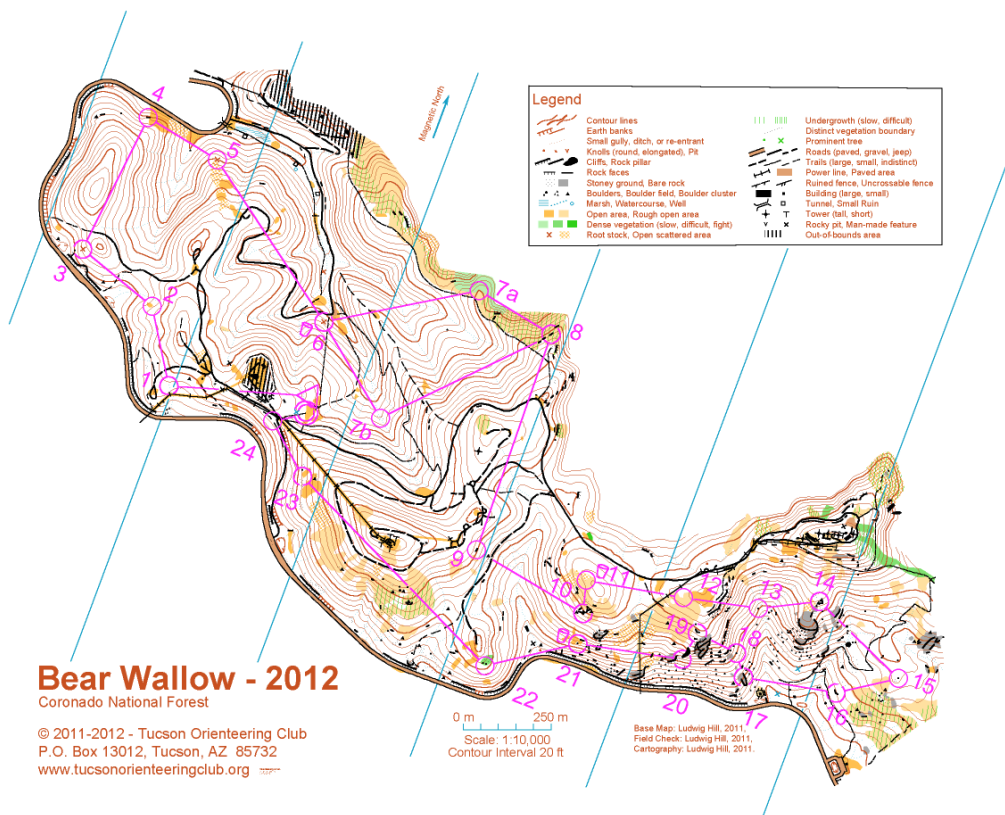 Magnetic North
Legend
Contour lines
Earth banks
Small gully, ditch, or re-entrant
Knolls (round, elongated), Pit
Cliffs, Rock pillar
Rock faces
Stoney ground, Bare rock
Boulders, Boulder field, Boulder cluster
Marsh, Watercourse, Well
Open area, Rough open area
Dense vegetation (slow, difficult, fight)
Root stock, Open scattered area
Undergrowth (slow, difficult)
Distinct vegetation boundary
Prominent tree
Roads (paved, gravel, jeep)
Trails (large, small, indistinct)
Power line, Paved area
Ruined fence, Uncrossable fence
Building (large, small)
Tunnel, Small Ruin
Tower (tall, short)
Rocky pit, Man-made feature
Out-of-bounds area
4
5
3
2
1
6
7a
8
7b
24
23
9
10
11
12
13
14
19
18
15
16
17
20
21
22
Bear Wallow - 2012
Coronado National Forest
© 2011-2012 - Tucson Orienteering Club
P.O. Box 13012, Tucson, AZ 85732
www.tucsonorienteeringclub.org
0 m 250 m
Scale: 1:10,000
Contour Interval 20 ft
Base Map: Ludwig Hill, 2011,
Field Check: Ludwig Hill, 2011,
Cartography: Ludwig Hill, 2011.